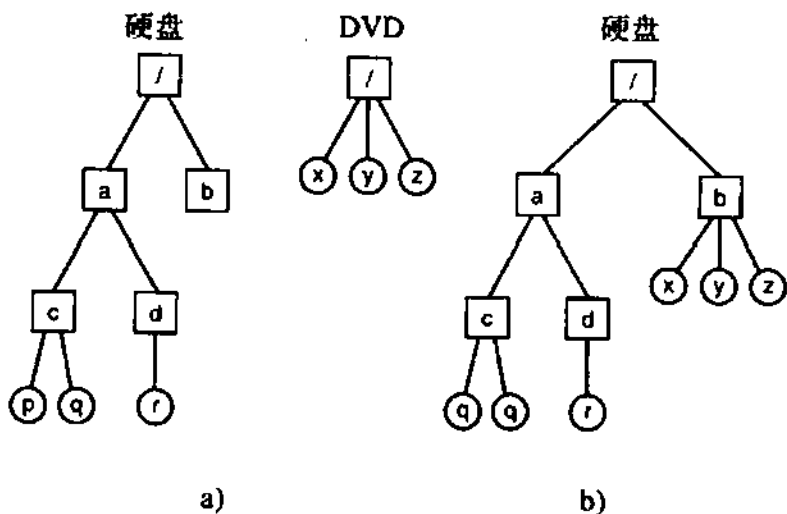 硬盘 DVD 硬盘
/ / /
a b x y z a b
x y z
c d c d
p q r q q r
a) b)